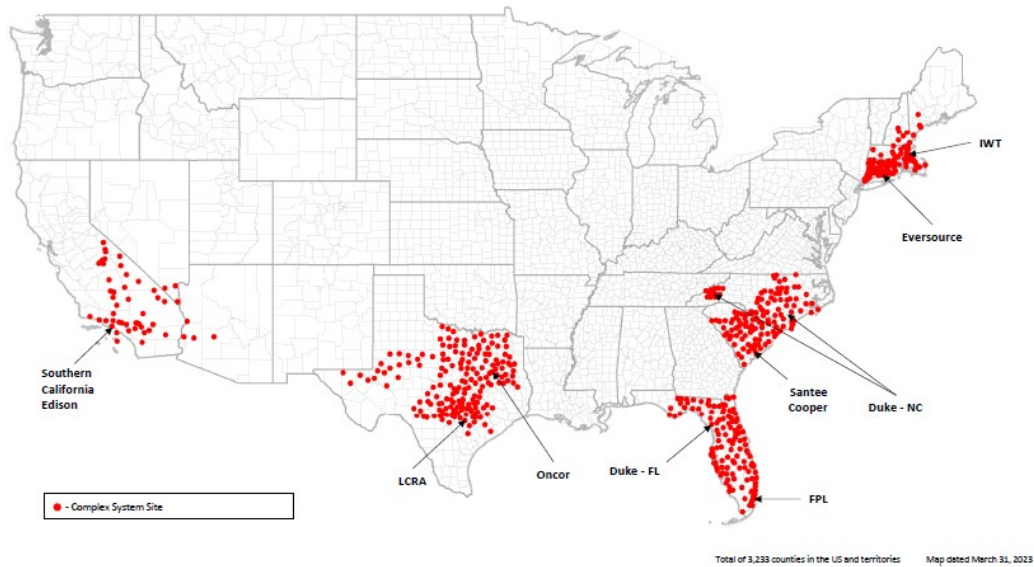 IWT
Eversource
Southern
California
Edison
Santee
Cooper
Duke - NC
LCRA
Oncor
Duke - FL
FPL
- Complex System Site
Total of 3,233 counties in the US and territories Map dated March 31, 2023